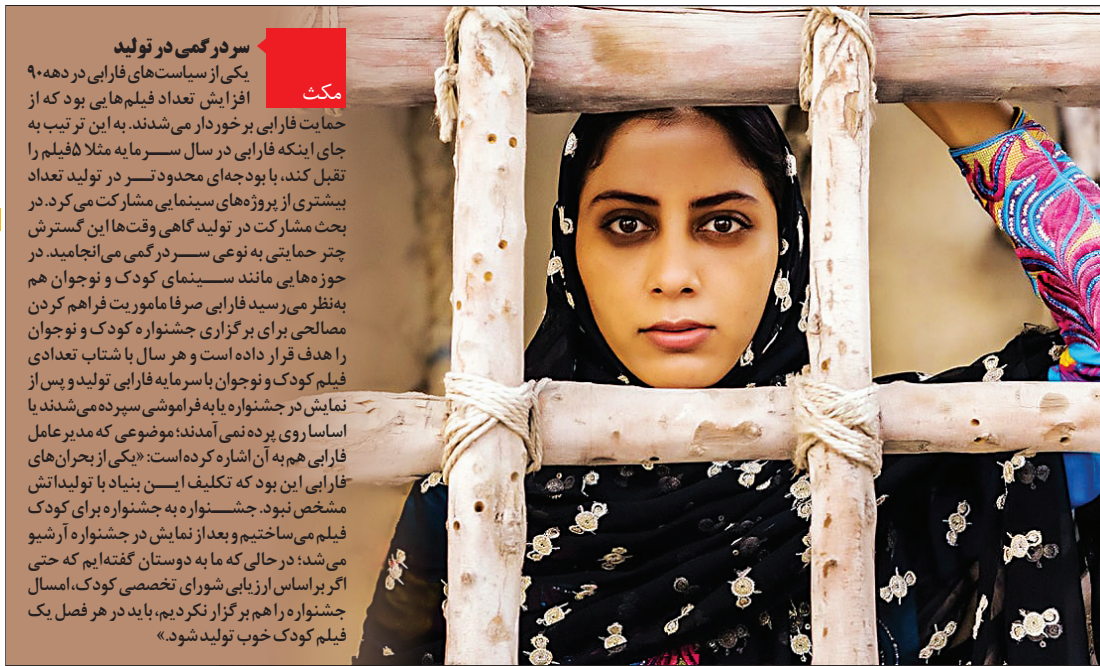 مکث
سردرگمی در تولید
یکی از سیاست‌های فارابی در دهه۹۰
افزایش تعداد فیلم‌هایی بود که از
حمایت فارابی برخوردار می‌شدند. به این ترتیب به
جای اینکه فارابی در سال سرمایه مثلا ۵فیلم را
تقبل کند، با بودجه‌ای محدودتر در تولید تعداد
بیشتری از پروژه‌های سینمایی مشارکت می‌کرد. در
بحث مشارکت در تولید گاهی وقت‌ها این گسترش
چتر حمایتی به نوعی سردرگمی می‌انجامید. در
حوزه‌هایی مانند سینمای کودک و نوجوان هم
به‌نظر می‌رسید فارابی صرفا ماموریت فراهم کردن
مصالحی برای برگزاری جشنواره کودک و نوجوان
را هدف قرار داده است و هر سال با شتاب تعدادی
فیلم کودک و نوجوان با سرمایه فارابی تولید و پس از
نمایش در جشنواره یا به فراموشی سپرده می‌شدند یا
اساسا روی پرده نمی‌آمدند؛ موضوعی که مدیرعامل
فارابی هم به آن اشاره کرده‌است: «یکی از بحران‌های
فارابی این بود که تکلیف این بنیاد با تولیداتش
مشخص نبود. جشنواره به جشنواره برای کودک
فیلم می‌ساختیم و بعد از نمایش در جشنواره آرشیو
می‌شد؛ در حالی که ما به دوستان گفته‌ایم که حتی
اگر براساس ارزیابی شورای تخصصی کودک، امسال
جشنواره را هم برگزار نکردیم، باید در هر فصل یک
فیلم کودک خوب تولید شود.»